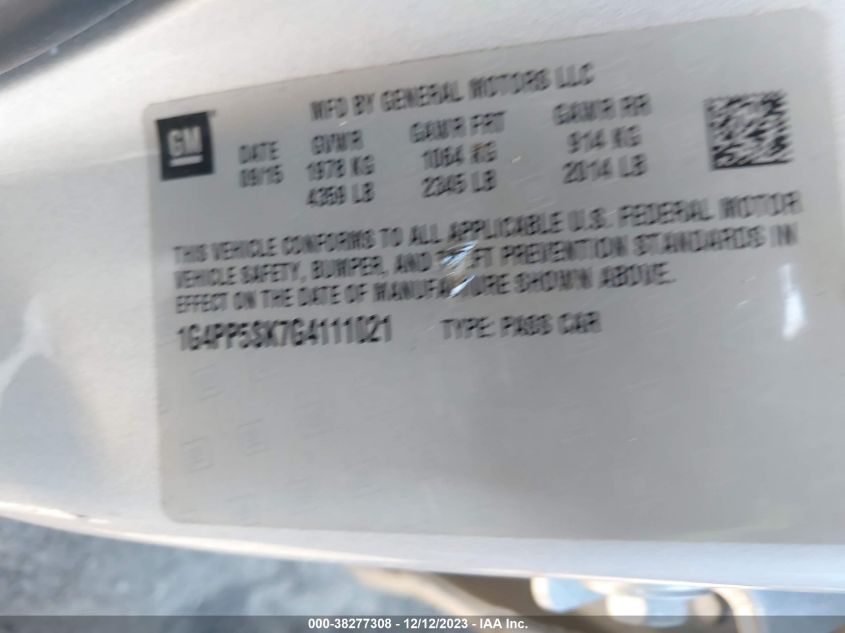 MFD BY GENERAL MOTORS LLC
GM
DATE GVWR GAWR FRT GAWR RR
09/15 1978 KG 1064 KG 914 KG
4359 LB 2345 LB 2014 LB
THIS VEHICLE CONFORMS TO ALL APPLICABLE U.S. FEDERAL MOTOR
VEHICLE SAFETY, BUMPER, AND THEFT PREVENTION STANDARDS IN
EFFECT ON THE DATE OF MANUFACTURE SHOWN ABOVE.
1G4PP5SK7G4111021 TYPE: PASS CAR
000-38277308 - 12/12/2023 - IAA Inc.